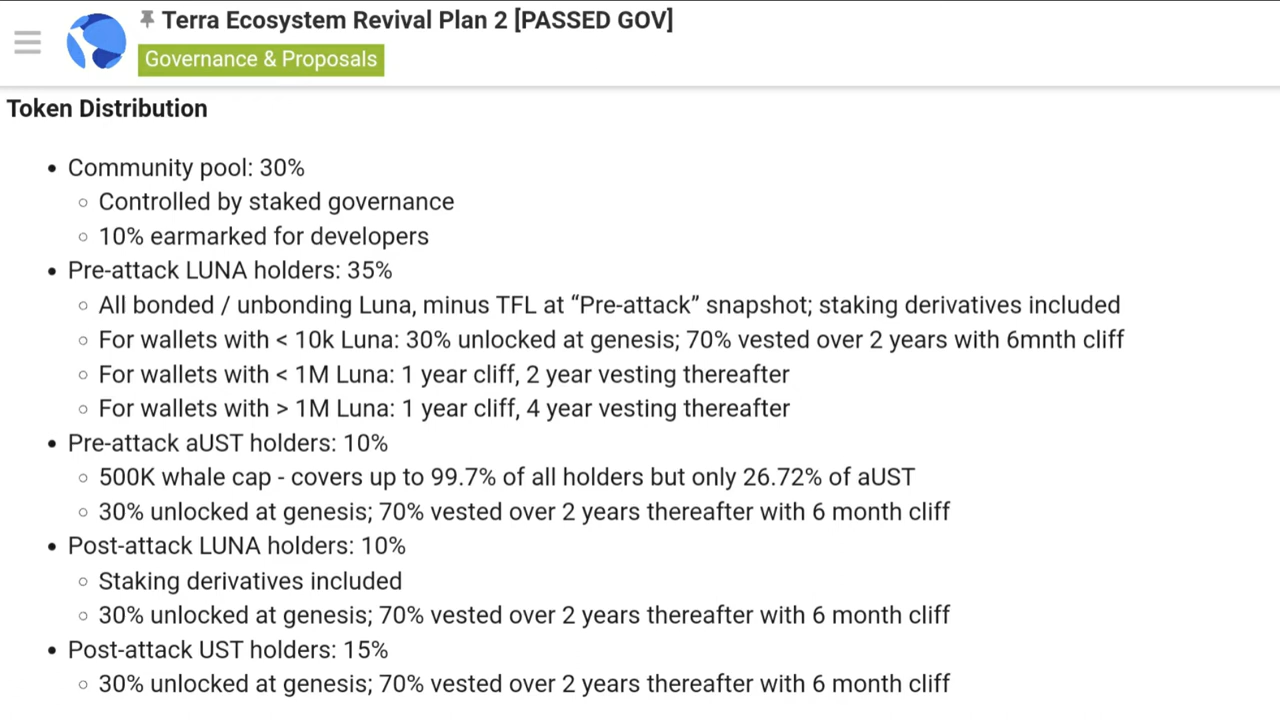 Terra Ecosystem Revival Plan 2 [PASSED GOV]
Governance & Proposals
Token Distribution
• Community pool: 30%
◦ Controlled by staked governance
◦ 10% earmarked for developers
• Pre-attack LUNA holders: 35%
◦ All bonded / unbonding Luna, minus TFL at “Pre-attack” snapshot; staking derivatives included
◦ For wallets with < 10k Luna: 30% unlocked at genesis; 70% vested over 2 years with 6mnth cliff
◦ For wallets with < 1M Luna: 1 year cliff, 2 year vesting thereafter
◦ For wallets with > 1M Luna: 1 year cliff, 4 year vesting thereafter
• Pre-attack aUST holders: 10%
◦ 500K whale cap - covers up to 99.7% of all holders but only 26.72% of aUST
◦ 30% unlocked at genesis; 70% vested over 2 years thereafter with 6 month cliff
• Post-attack LUNA holders: 10%
◦ Staking derivatives included
◦ 30% unlocked at genesis; 70% vested over 2 years thereafter with 6 month cliff
• Post-attack UST holders: 15%
◦ 30% unlocked at genesis; 70% vested over 2 years thereafter with 6 month cliff